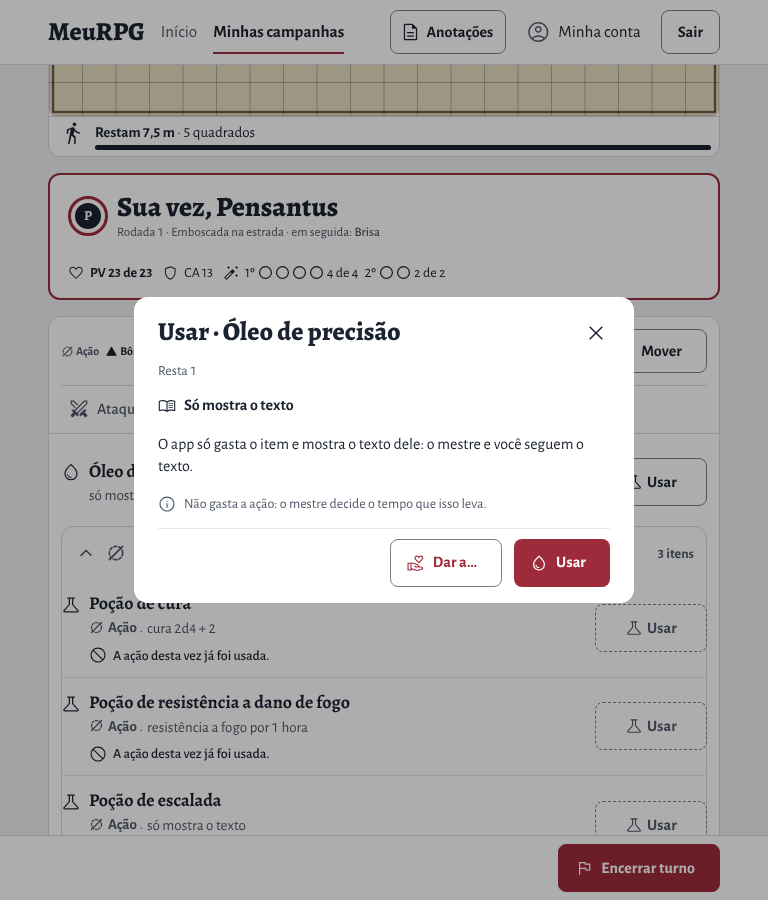 MeuRPG Início Minhas campanhas Anotações Minha conta Sair
Restam 7,5 m · 5 quadrados
P
Sua vez, Pensantus
Rodada 1 · Emboscada na estrada · em seguida: Brisa
PV 23 de 23 CA 13 1º 4 de 4 2º 2 de 2
Ação Mover
Usar · Óleo de precisão
Resta 1
Só mostra o texto
O app só gasta o item e mostra o texto dele: o mestre e você seguem o
texto.
Não gasta a ação: o mestre decide o tempo que isso leva.
Dar a... Usar
Usar
3 itens
Poção de cura
Ação · cura 2d4 + 2
A ação desta vez já foi usada.
Usar
Poção de resistência a dano de fogo
Ação · resistência a fogo por 1 hora
A ação desta vez já foi usada.
Usar
Poção de escalada
Ação · só mostra o texto
Usar
Encerrar turno